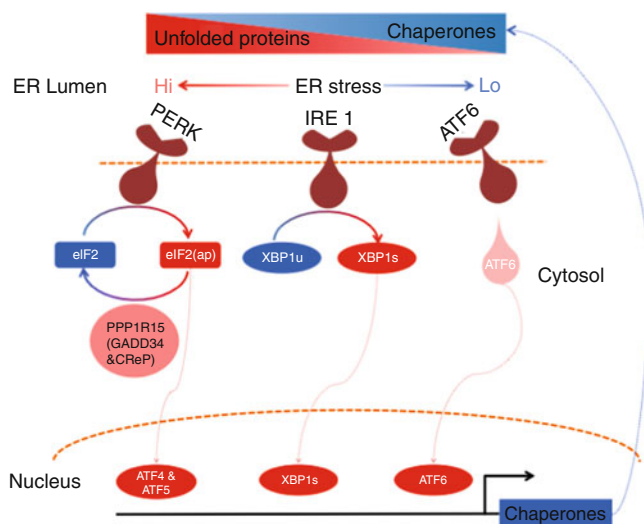 Unfolded proteins
Chaperones
ER Lumen
Hi
ER stress
Lo
PERK
IRE 1
ATF6
eIF2
eIF2(ap)
XBP1u
XBP1s
ATF6
Cytosol
PPP1R15
(GADD34
&CReP)
Nucleus
ATF4 &
ATF5
XBP1s
ATF6
Chaperones